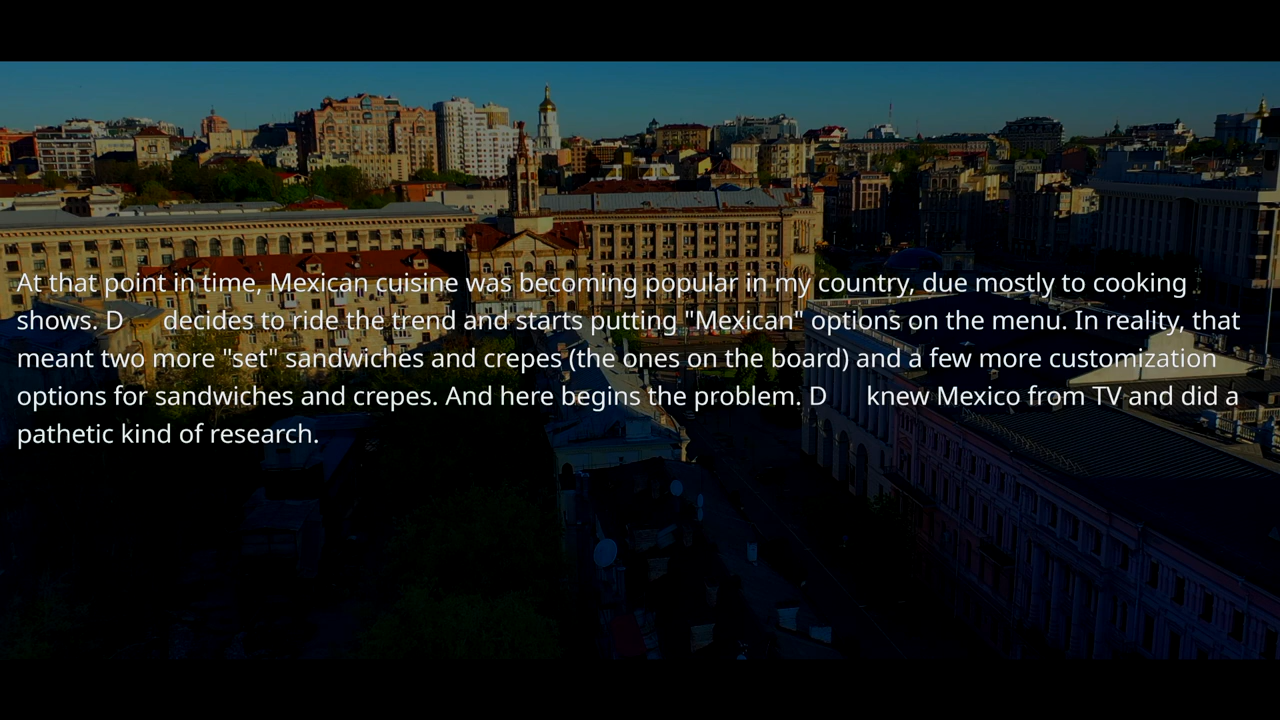 At that point in time, Mexican cuisine was becoming popular in my country, due mostly to cooking
shows. D decides to ride the trend and starts putting "Mexican" options on the menu. In reality, that
meant two more "set" sandwiches and crepes (the ones on the board) and a few more customization
options for sandwiches and crepes. And here begins the problem. D knew Mexico from TV and did a
pathetic kind of research.